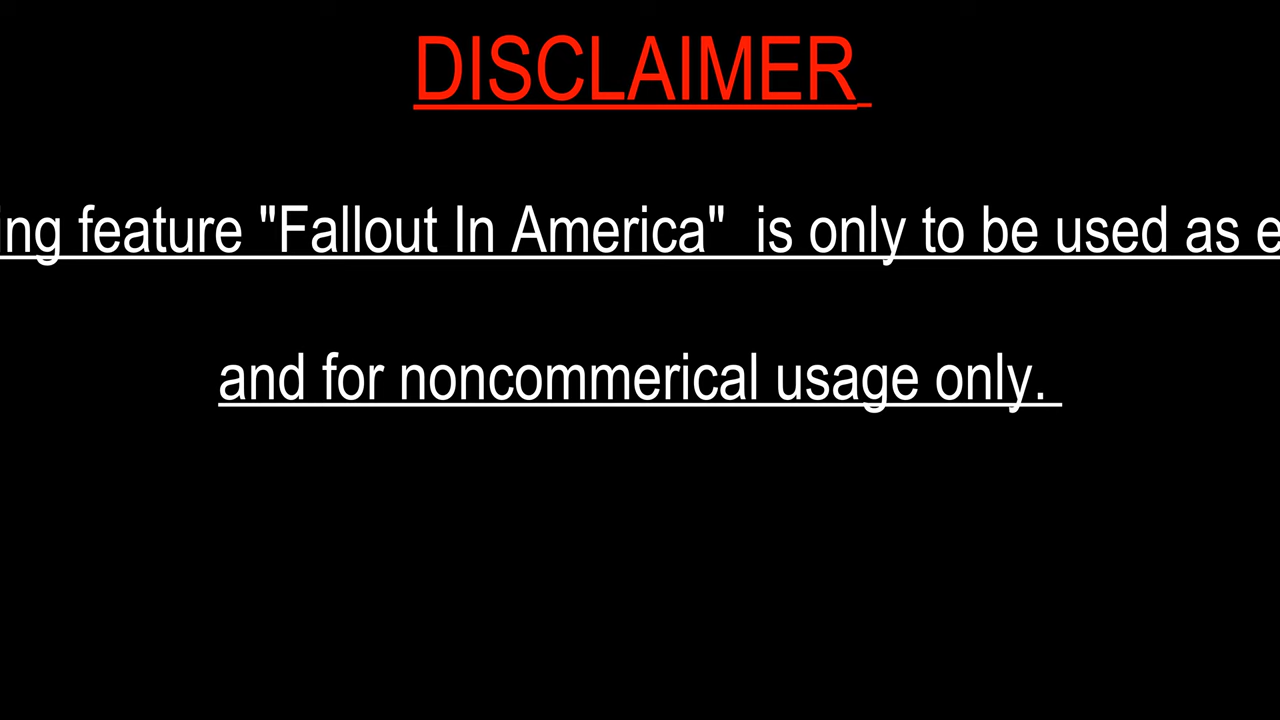 DISCLAIMER
ing feature "Fallout In America"  is only to be used as e
and for noncommerical usage only.